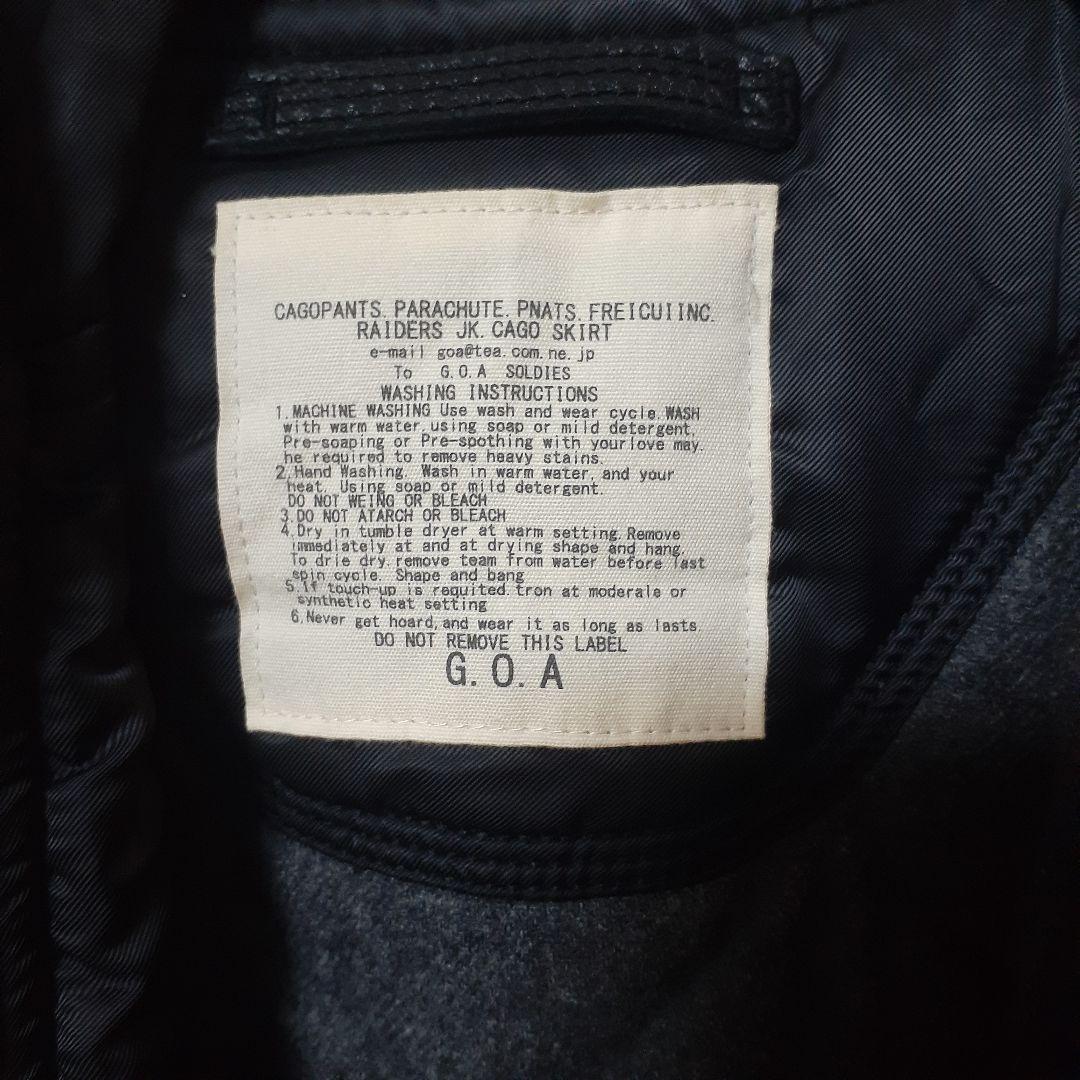 CAGOPANTS. PARACHUTE. PNATS. FREICUIINC.
RAIDERS JK. CAGO SKIRT
e-mail goa@tea.com.ne.jp
To G.O.A SOLDIES
WASHING INSTRUCTIONS
1. MACHINE WASHING Use wash and wear cycle. WASH
with warm water, using soap or mild detergent,
Pre-soaping or Pre-spothing with yourlove may.
he required to remove heavy stains.
2. Hand Washing. Wash in warm water, and your
heat. Using soap or mild detergent.
DO NOT WEING OR BLEACH
3. DO NOT ATARCH OR BLEACH
4. Dry in tumble dryer at warm setting. Remove
immediately at and at drying shape and hang.
To drie dry. remove team from water before last
spin cycle. Shape and bang
5. If touch-up is requited. tron at moderale or
synthetic heat setting
6. Never get hoard, and wear it as long as lasts.
DO NOT REMOVE THIS LABEL
G. O. A